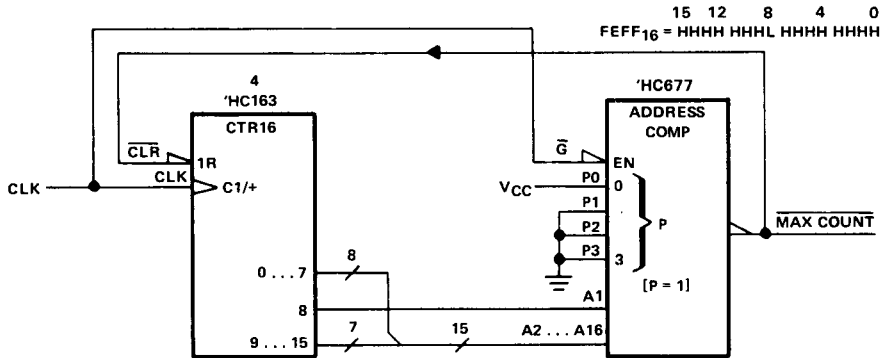 15 12 8 4 0
FEFF16 = HHHH HHHL HHHH HHHH
4
'HC163
CTR16
'HC677
ADDRESS
COMP
CLR
1R
G
EN
CLK
CLK
C1/+
VCC
P0
0
P1
P2
P
P3
3
MAX COUNT
[P = 1]
0 . . . 7
8
8
A1
9 . . . 15
7
15
A2 . . . A16